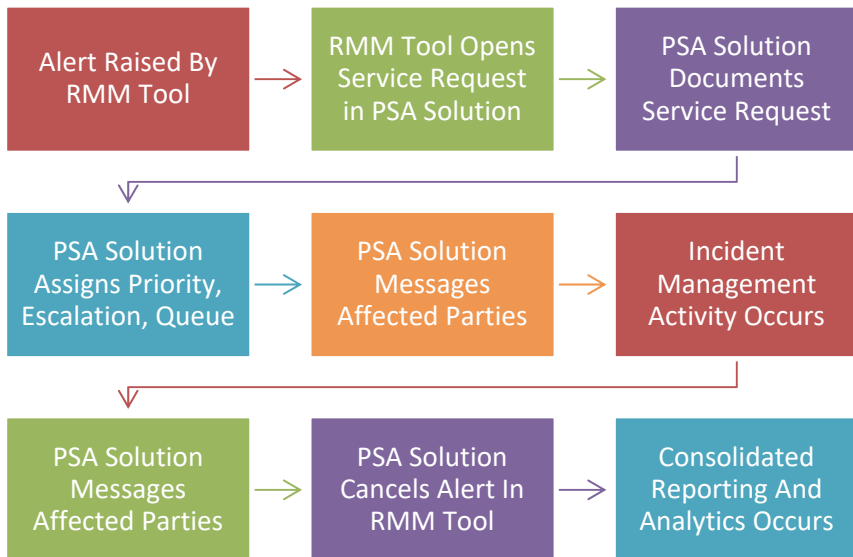 Alert Raised By
RMM Tool
RMM Tool Opens
Service Request
in PSA Solution
PSA Solution
Documents
Service Request
PSA Solution
Assigns Priority,
Escalation, Queue
PSA Solution
Messages
Affected Parties
Incident
Management
Activity Occurs
PSA Solution
Messages
Affected Parties
PSA Solution
Cancels Alert In
RMM Tool
Consolidated
Reporting And
Analytics Occurs